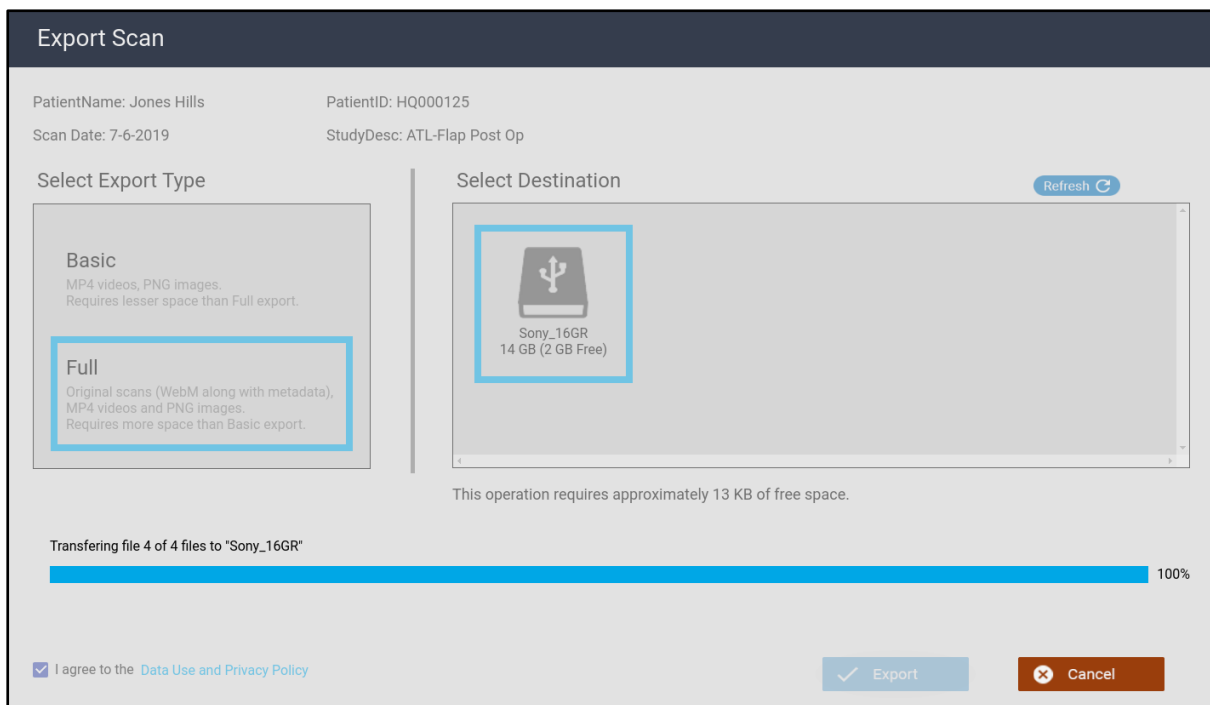 Export Scan
PatientName: Jones Hills
PatientID: HQ000125
Scan Date: 7-6-2019
StudyDesc: ATL-Flap Post Op
Select Export Type
Basic
MP4 videos, PNG images.
Requires lesser space than Full export.
Full
Original scans (WebM along with metadata),
MP4 videos and PNG images.
Requires more space than Basic export.
Select Destination
Refresh
Sony_16GR
14 GB (2 GB Free)
This operation requires approximately 13 KB of free space.
Transfering file 4 of 4 files to "Sony_16GR"
100%
I agree to the Data Use and Privacy Policy
Export
Cancel